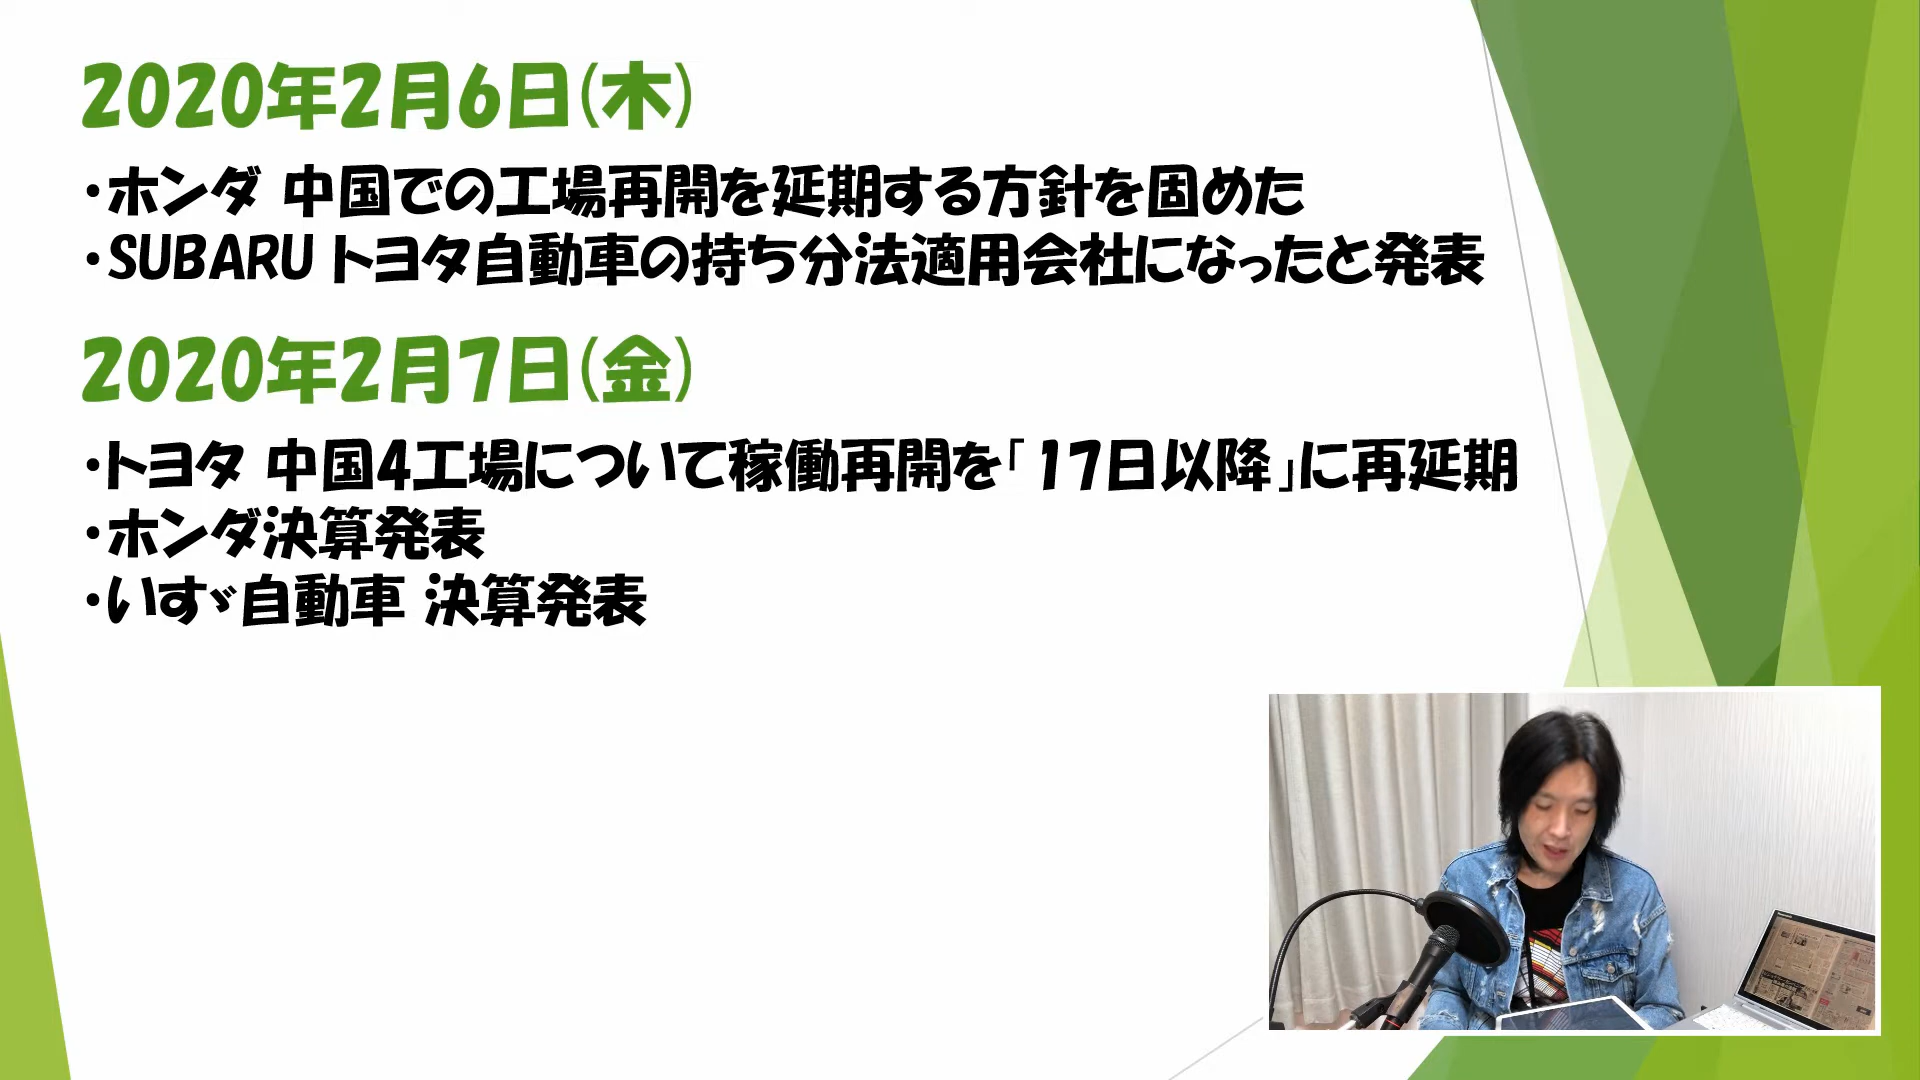 2020年2月6日(木)
・ホンダ 中国での工場再開を延期する方針を固めた
・SUBARU トヨタ自動車の持ち分法適用会社になったと発表
2020年2月7日(金)
・トヨタ 中国4工場について稼働再開を「17日以降」に再延期
・ホンダ決算発表
・いすゞ自動車 決算発表